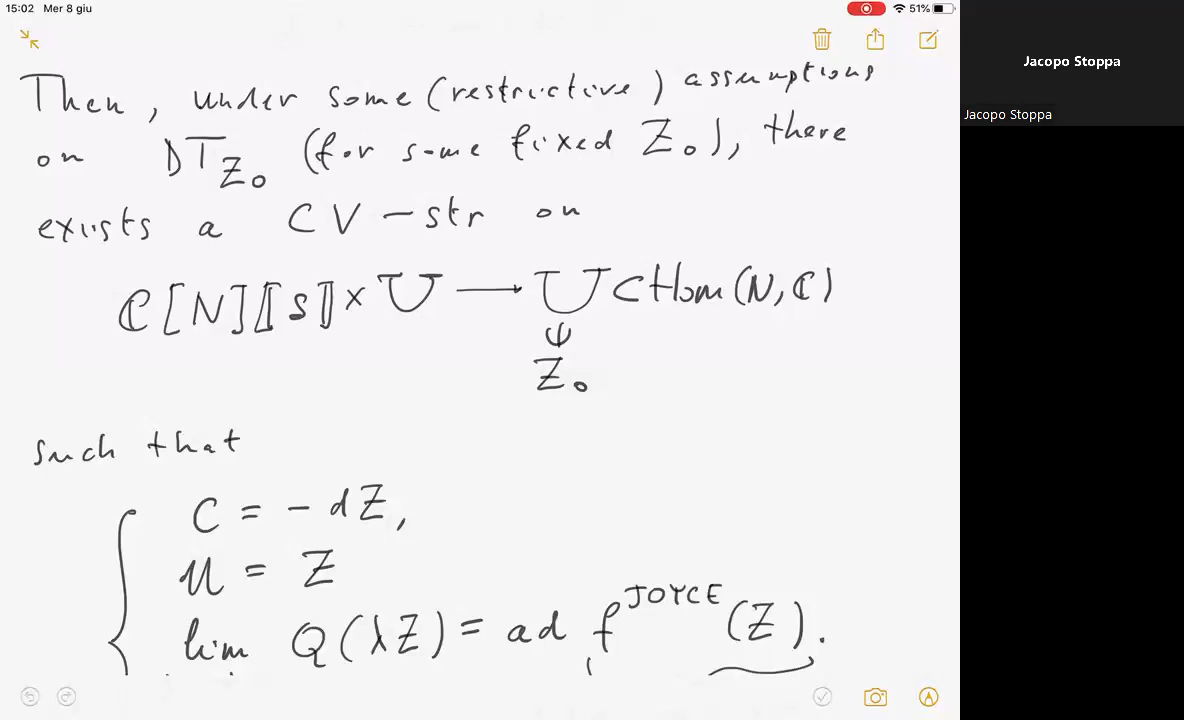 15:02 Mer 8 giu
51%
Then, under some (restrictive) assumptions
on DT_{Z_0} (for some fixed Z_0), there
exists a CV-str on
ℂ[N][[s]] × U → U ⊂ Hom(N, ℂ)
∪
Z_0
such that
C = - dZ,
U = Z
lim Q(λZ) = ad f^{JOYCE}(Z).
Jacopo Stoppa
Jacopo Stoppa